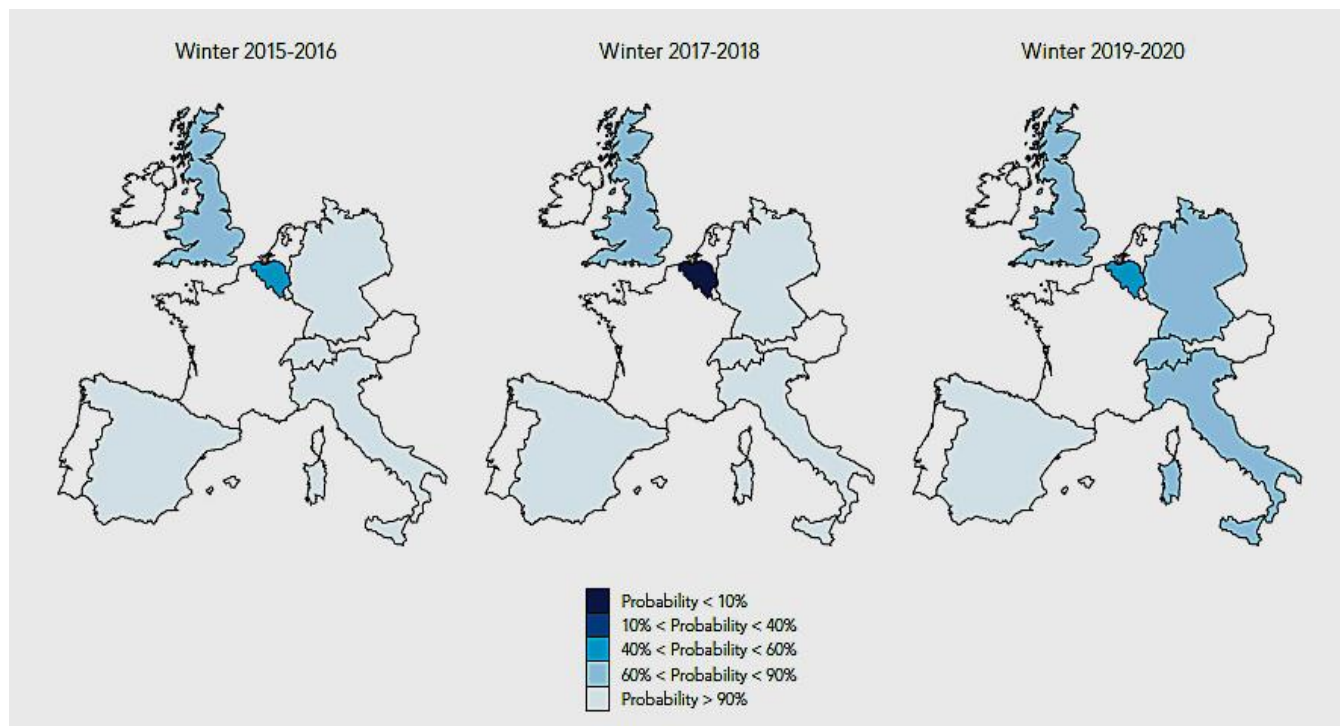 Winter 2015-2016
Winter 2017-2018
Winter 2019-2020
Probability < 10%
10% < Probability < 40%
40% < Probability < 60%
60% < Probability < 90%
Probability > 90%